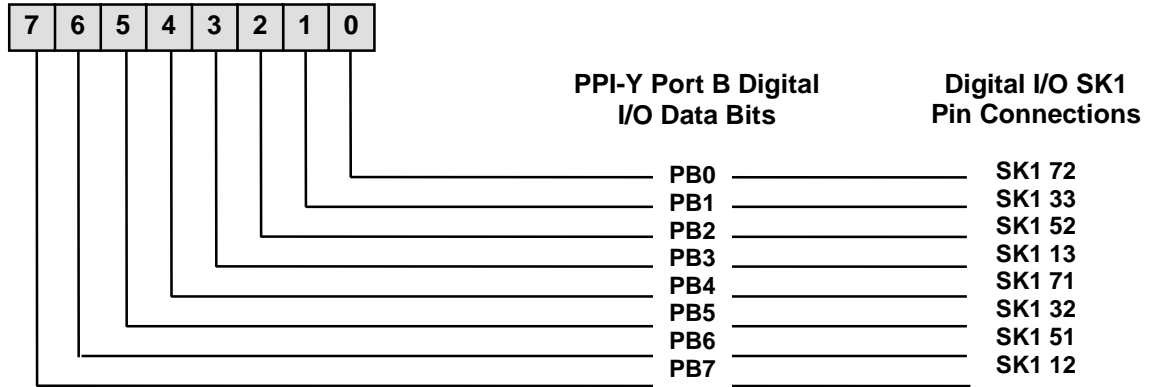 7 6 5 4 3 2 1 0
PPI-Y Port B Digital
I/O Data Bits
Digital I/O SK1
Pin Connections
PB0 SK1 72
PB1 SK1 33
PB2 SK1 52
PB3 SK1 13
PB4 SK1 71
PB5 SK1 32
PB6 SK1 51
PB7 SK1 12